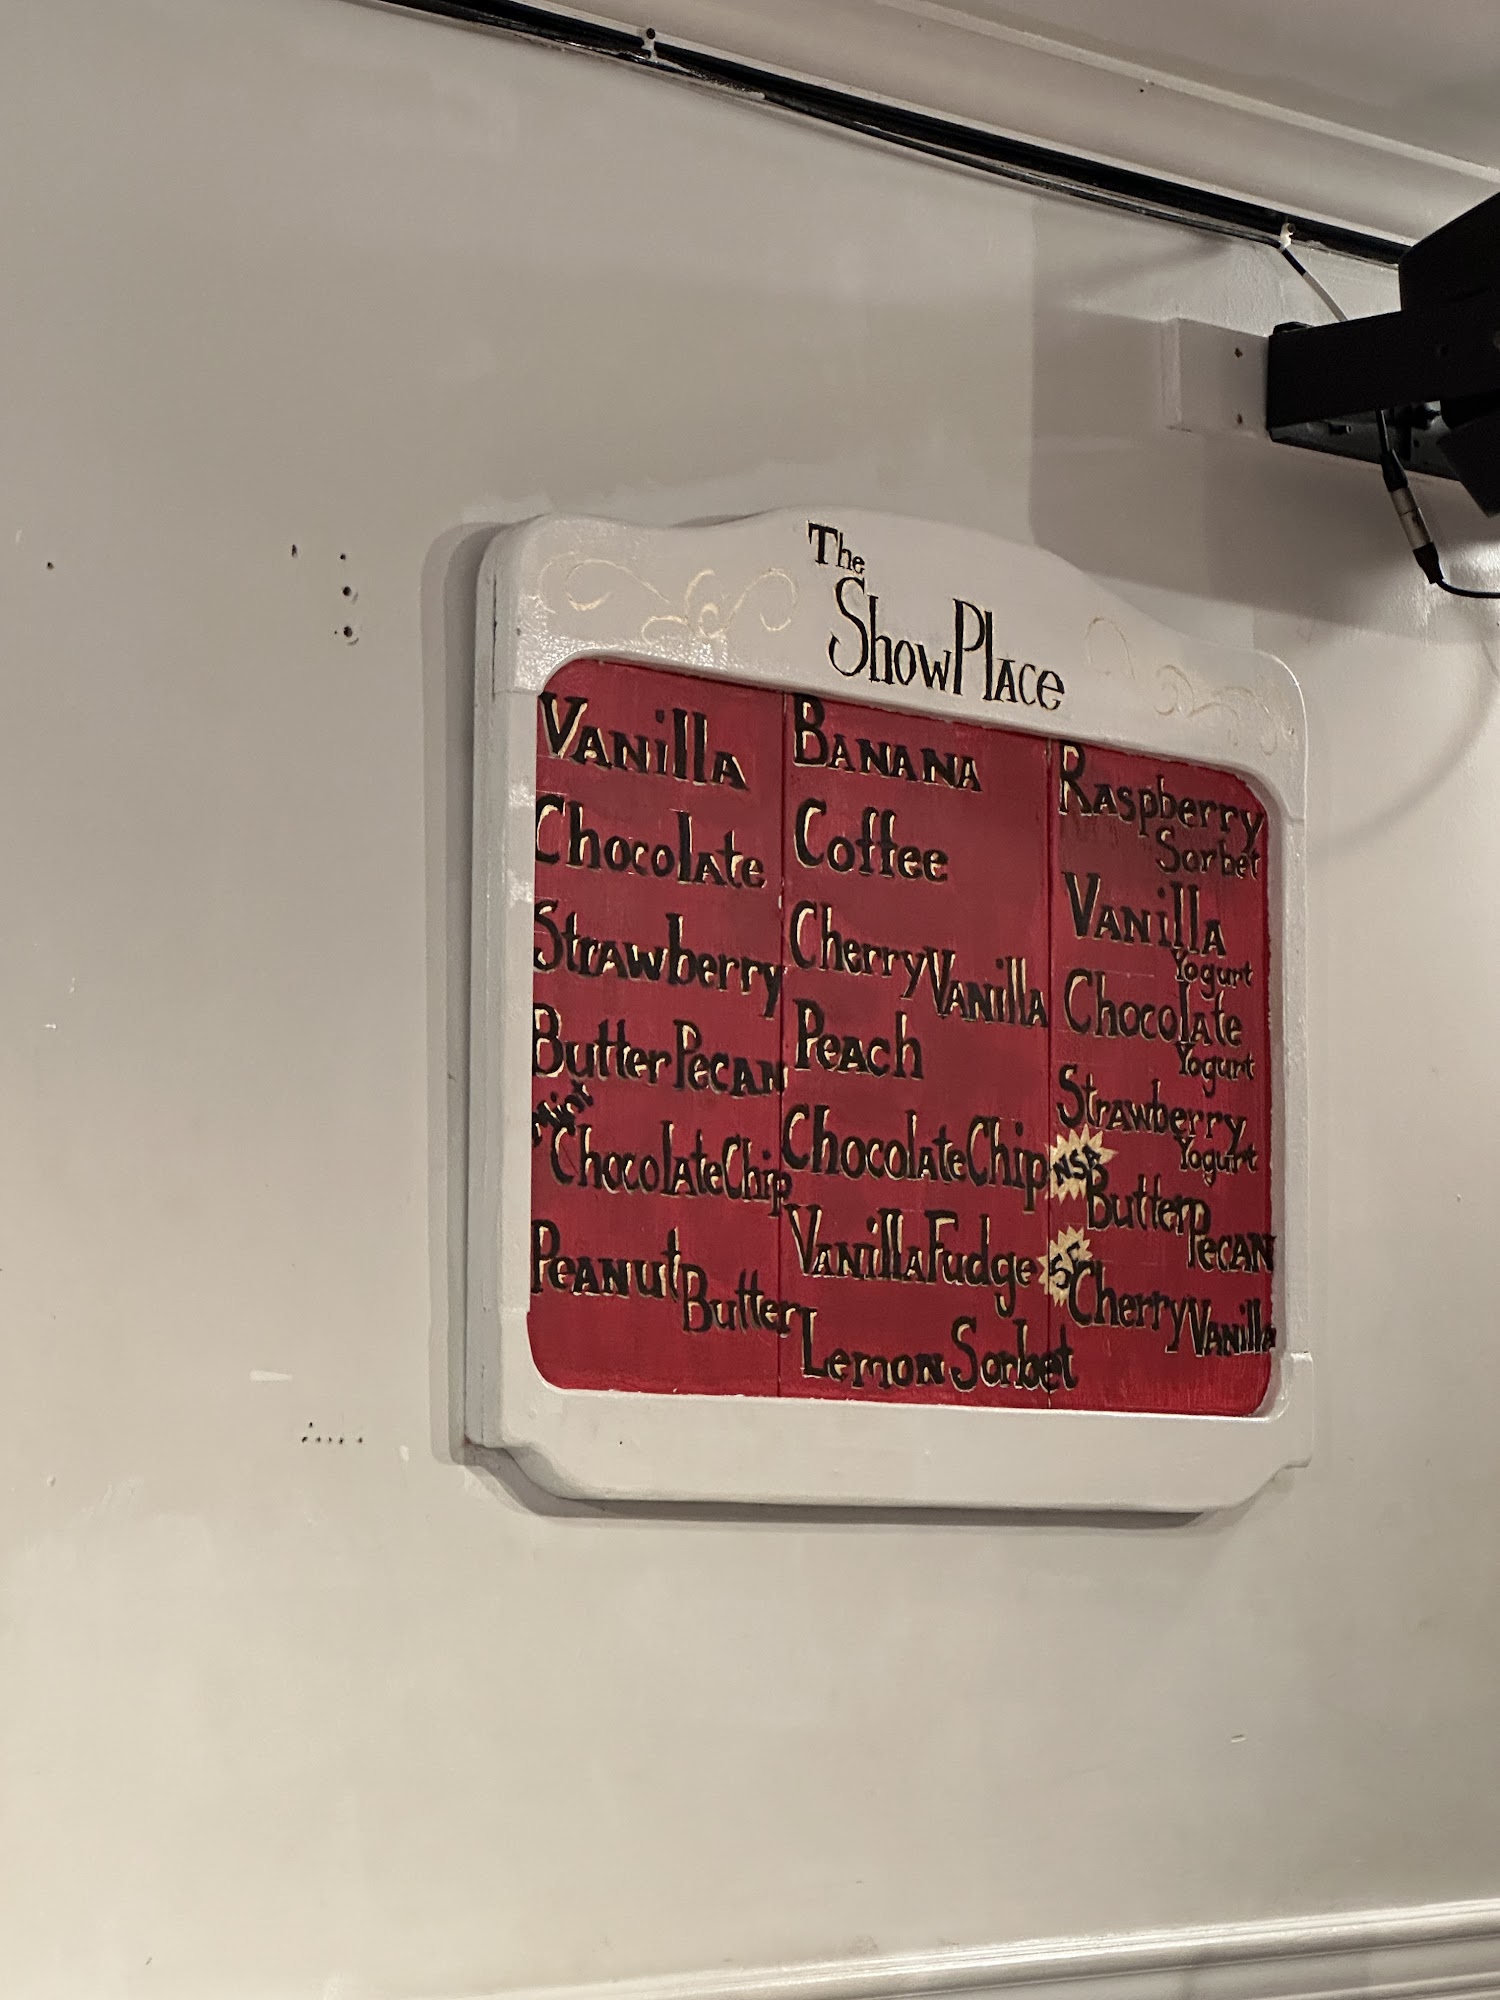 The
ShowPlace
Vanilla
Chocolate
Strawberry
Butter Pecan
Mint
Chocolate Chip
Peanut Butter
Banana
Coffee
Cherry Vanilla
Peach
Chocolate Chip
Vanilla Fudge
Lemon Sorbet
Raspberry
Sorbet
Vanilla
Yogurt
Chocolate
Yogurt
Strawberry
Yogurt
NSA
Butter Pecan
SF
Cherry Vanilla